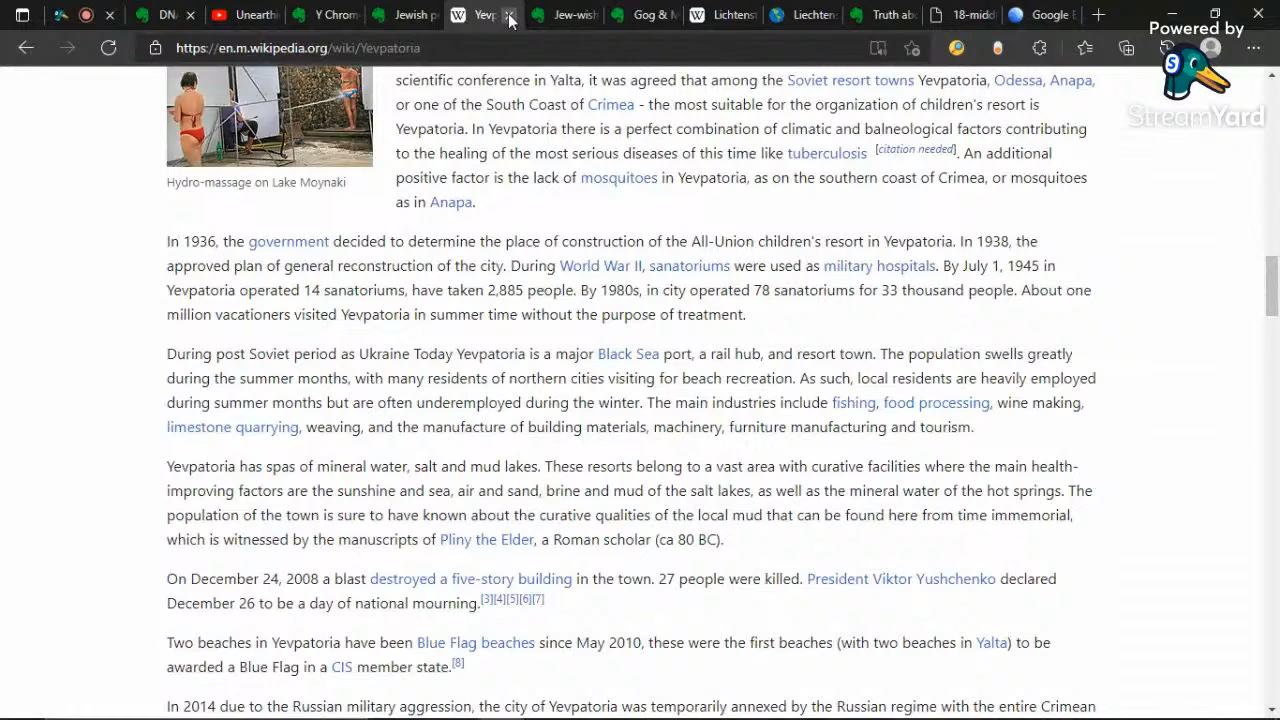 DNA
Unearthi
Y Chrom
Jewish p
Yevp
Jew-wish
Gog & M
Lichtens
Liechten
Truth ab
18-midd
Google E
https://en.m.wikipedia.org/wiki/Yevpatoria
Powered by
StreamYard
scientific conference in Yalta, it was agreed that among the Soviet resort towns Yevpatoria, Odessa, Anapa,
or one of the South Coast of Crimea - the most suitable for the organization of children's resort is
Yevpatoria. In Yevpatoria there is a perfect combination of climatic and balneological factors contributing
to the healing of the most serious diseases of this time like tuberculosis [citation needed]. An additional
positive factor is the lack of mosquitoes in Yevpatoria, as on the southern coast of Crimea, or mosquitoes
as in Anapa.
Hydro-massage on Lake Moynaki
In 1936, the government decided to determine the place of construction of the All-Union children's resort in Yevpatoria. In 1938, the
approved plan of general reconstruction of the city. During World War II, sanatoriums were used as military hospitals. By July 1, 1945 in
Yevpatoria operated 14 sanatoriums, have taken 2,885 people. By 1980s, in city operated 78 sanatoriums for 33 thousand people. About one
million vacationers visited Yevpatoria in summer time without the purpose of treatment.
During post Soviet period as Ukraine Today Yevpatoria is a major Black Sea port, a rail hub, and resort town. The population swells greatly
during the summer months, with many residents of northern cities visiting for beach recreation. As such, local residents are heavily employed
during summer months but are often underemployed during the winter. The main industries include fishing, food processing, wine making,
limestone quarrying, weaving, and the manufacture of building materials, machinery, furniture manufacturing and tourism.
Yevpatoria has spas of mineral water, salt and mud lakes. These resorts belong to a vast area with curative facilities where the main health-
improving factors are the sunshine and sea, air and sand, brine and mud of the salt lakes, as well as the mineral water of the hot springs. The
population of the town is sure to have known about the curative qualities of the local mud that can be found here from time immemorial,
which is witnessed by the manuscripts of Pliny the Elder, a Roman scholar (ca 80 BC).
On December 24, 2008 a blast destroyed a five-story building in the town. 27 people were killed. President Viktor Yushchenko declared
December 26 to be a day of national mourning.[3][4][5][6][7]
Two beaches in Yevpatoria have been Blue Flag beaches since May 2010, these were the first beaches (with two beaches in Yalta) to be
awarded a Blue Flag in a CIS member state.[8]
In 2014 due to the Russian military aggression, the city of Yevpatoria was temporarily annexed by the Russian regime with the entire Crimean